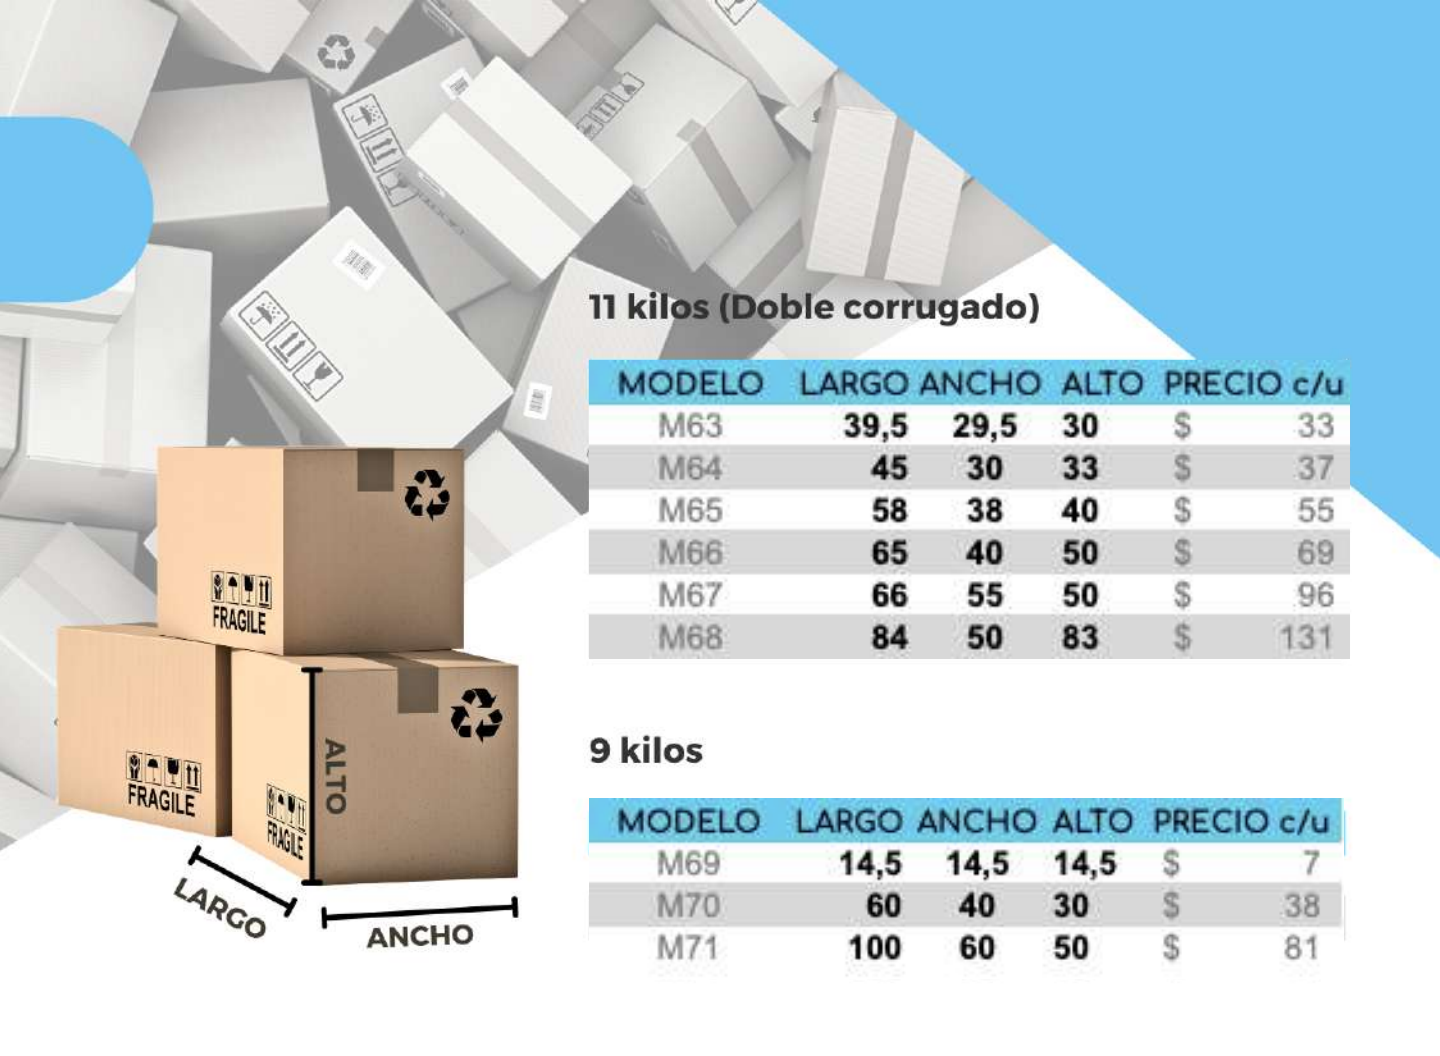 11 kilos (Doble corrugado)
MODELO LARGO ANCHO ALTO PRECIO c/u
M63 39,5 29,5 30 $ 33
M64 45 30 33 $ 37
M65 58 38 40 $ 55
M66 65 40 50 $ 69
M67 66 55 50 $ 96
M68 84 50 83 $ 131
9 kilos
MODELO LARGO ANCHO ALTO PRECIO c/u
M69 14,5 14,5 14,5 $ 7
M70 60 40 30 $ 38
M71 100 60 50 $ 81
FRAGILE
FRAGILE
FRAGILE
ALTO
LARGO
ANCHO